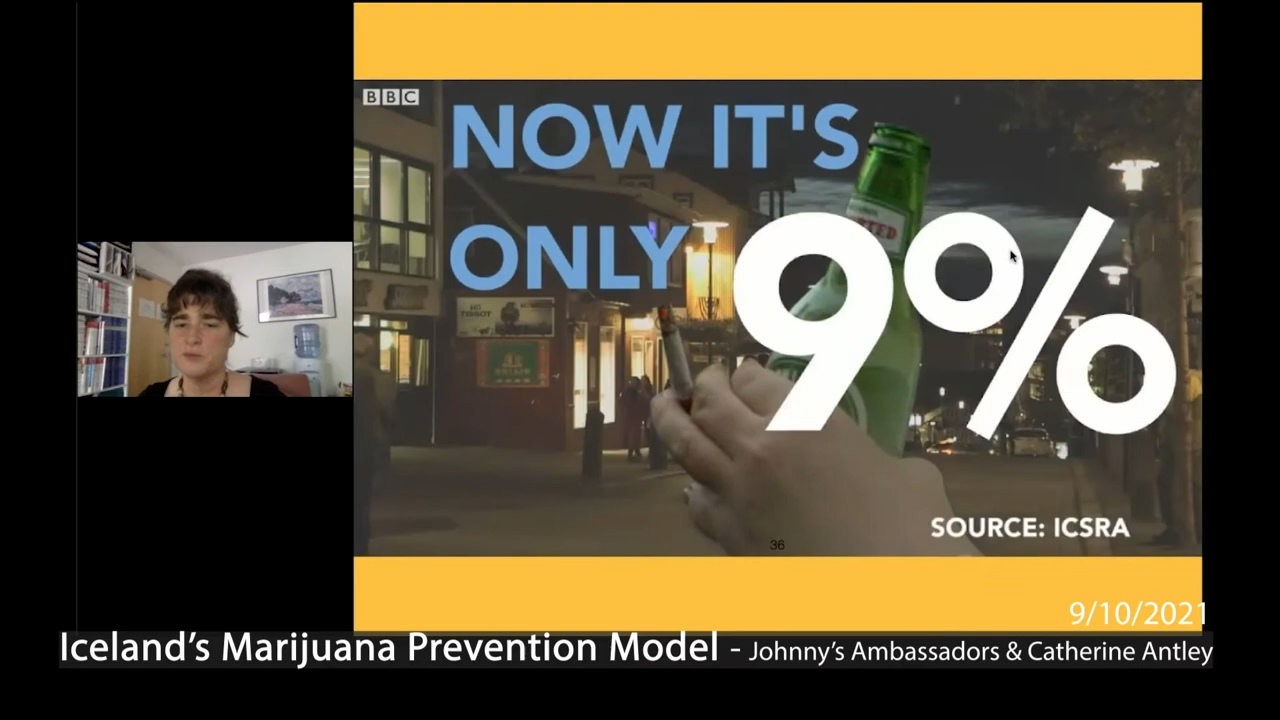 BBC
NOW IT'S
ONLY 9%
TISSOT
SOURCE: ICSRA
36
9/10/2021
Iceland's Marijuana Prevention Model - Johnny's Ambassadors & Catherine Antley